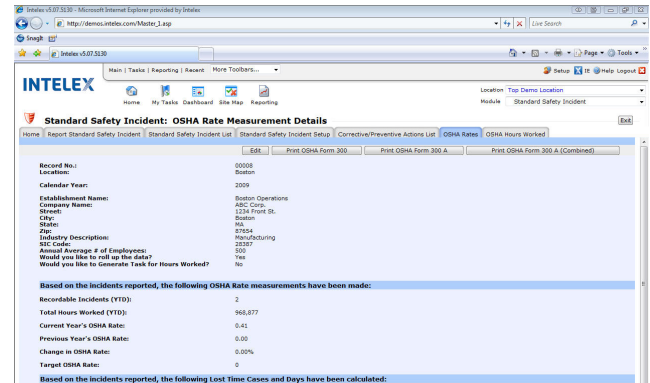 Intelex v5.07.5130 - Microsoft Internet Explorer provided by Intelex
http://demos.intelex.com/Master_1.asp
Live Search
SnagIt
Intelex v5.07.5130
Page Tools
Main | Tasks | Reporting | Recent More Toolbars...
Setup IE Help Logout
INTELEX
Home My Tasks Dashboard Site Map Reporting
Location Top Demo Location
Module Standard Safety Incident
Standard Safety Incident: OSHA Rate Measurement Details
Exit
Home Report Standard Safety Incident Standard Safety Incident List Standard Safety Incident Setup Corrective/Preventive Actions List OSHA Rates OSHA Hours Worked
Edit Print OSHA Form 300 Print OSHA Form 300 A Print OSHA Form 300 A (Combined)
Record No.: 00008
Location: Boston
Calendar Year: 2009
Establishment Name: Boston Operations
Company Name: ABC Corp.
Street: 1234 Front St.
City: Boston
State: MA
Zip: 87654
Industry Description: Manufacturing
SIC Code: 28387
Annual Average # of Employees: 500
Would you like to roll up the data? Yes
Would you like to Generate Task for Hours Worked? No
Based on the incidents reported, the following OSHA Rate measurements have been made:
Recordable Incidents (YTD): 2
Total Hours Worked (YTD): 968,877
Current Year's OSHA Rate: 0.41
Previous Year's OSHA Rate: 0.00
Change in OSHA Rate: 0.00%
Target OSHA Rate: 0
Based on the incidents reported, the following Lost Time Cases and Days have been calculated: